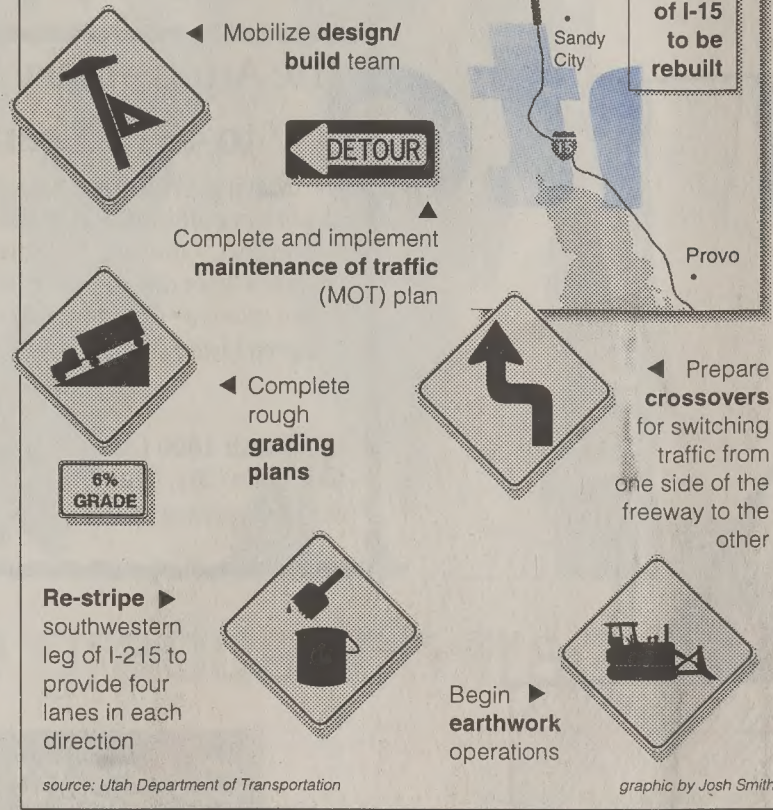 Mobilize design/
build team
of I-15
to be
rebuilt
Sandy
City
15
Provo
DETOUR
Complete and implement
maintenance of traffic
(MOT) plan
Complete
rough
grading
plans
6%
GRADE
Prepare
crossovers
for switching
traffic from
one side of the
freeway to the
other
Re-stripe
southwestern
leg of I-215 to
provide four
lanes in each
direction
Begin
earthwork
operations
source: Utah Department of Transportation
graphic by Josh Smith